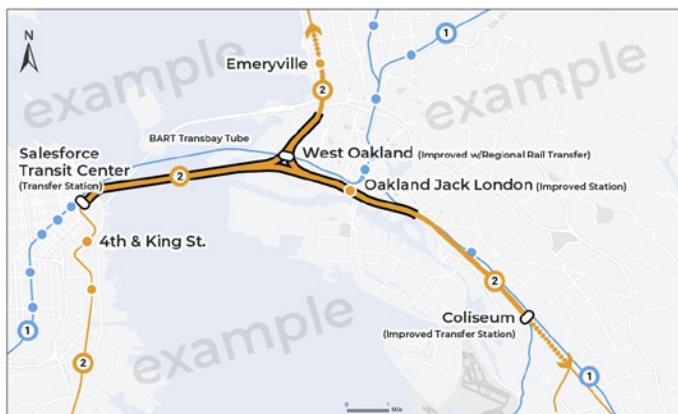 N
1
example
Emeryville
2
example
BART Transbay Tube
Salesforce
Transit Center
(Transfer Station)
West Oakland (Improved w/Regional Rail Transfer)
2
Oakland Jack London (Improved Station)
4th & King St.
2
example
Coliseum
(Improved Transfer Station)
1
2
1
0 1
Mile